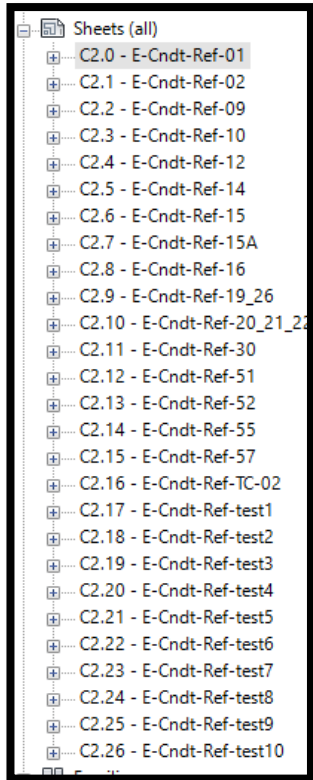 Sheets (all)
C2.0 - E-Cndt-Ref-01
C2.1 - E-Cndt-Ref-02
C2.2 - E-Cndt-Ref-09
C2.3 - E-Cndt-Ref-10
C2.4 - E-Cndt-Ref-12
C2.5 - E-Cndt-Ref-14
C2.6 - E-Cndt-Ref-15
C2.7 - E-Cndt-Ref-15A
C2.8 - E-Cndt-Ref-16
C2.9 - E-Cndt-Ref-19_26
C2.10 - E-Cndt-Ref-20_21_22
C2.11 - E-Cndt-Ref-30
C2.12 - E-Cndt-Ref-51
C2.13 - E-Cndt-Ref-52
C2.14 - E-Cndt-Ref-55
C2.15 - E-Cndt-Ref-57
C2.16 - E-Cndt-Ref-TC-02
C2.17 - E-Cndt-Ref-test1
C2.18 - E-Cndt-Ref-test2
C2.19 - E-Cndt-Ref-test3
C2.20 - E-Cndt-Ref-test4
C2.21 - E-Cndt-Ref-test5
C2.22 - E-Cndt-Ref-test6
C2.23 - E-Cndt-Ref-test7
C2.24 - E-Cndt-Ref-test8
C2.25 - E-Cndt-Ref-test9
C2.26 - E-Cndt-Ref-test10